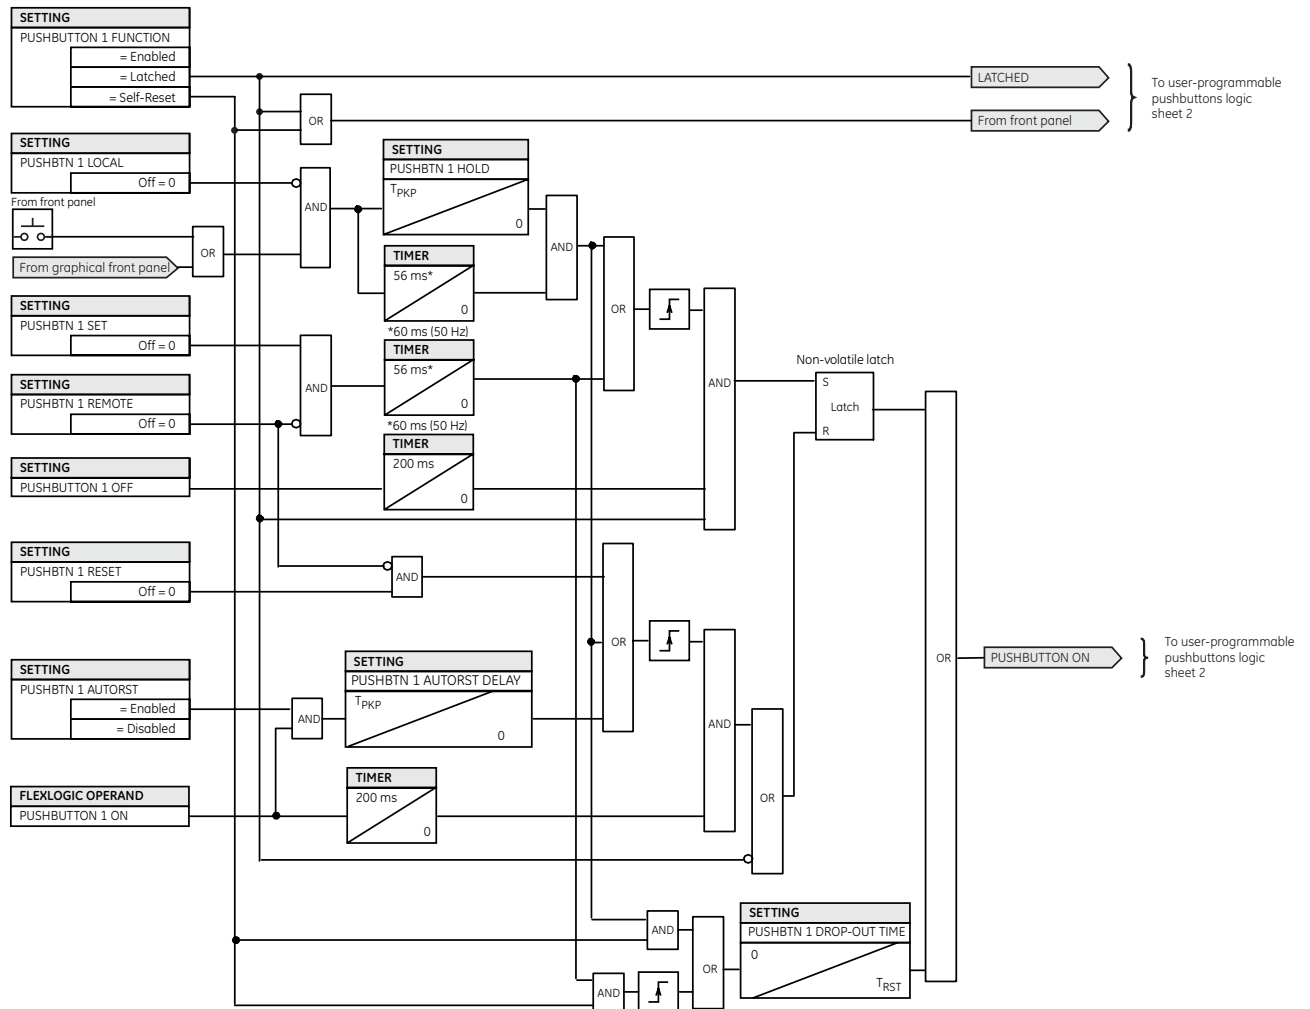 SETTING
PUSHBUTTON 1 FUNCTION
= Enabled
= Latched
= Self-Reset
LATCHED
To user-programmable
pushbuttons logic
sheet 2
OR
From front panel
SETTING
PUSHBTN 1 LOCAL
Off = 0
SETTING
PUSHBTN 1 HOLD
TPKP
0
AND
From front panel
OR
From graphical front panel
AND
TIMER
56 ms*
0
*60 ms (50 Hz)
OR
SETTING
PUSHBTN 1 SET
Off = 0
TIMER
56 ms*
0
*60 ms (50 Hz)
AND
AND
Non-volatile latch
S
Latch
R
SETTING
PUSHBTN 1 REMOTE
Off = 0
SETTING
PUSHBUTTON 1 OFF
TIMER
200 ms
0
SETTING
PUSHBTN 1 RESET
Off = 0
AND
OR
SETTING
PUSHBTN 1 AUTORST
= Enabled
= Disabled
AND
SETTING
PUSHBTN 1 AUTORST DELAY
TPKP
0
AND
OR
PUSHBUTTON ON
To user-programmable
pushbuttons logic
sheet 2
FLEXLOGIC OPERAND
PUSHBUTTON 1 ON
TIMER
200 ms
0
OR
AND
AND
OR
SETTING
PUSHBTN 1 DROP-OUT TIME
0
TRST